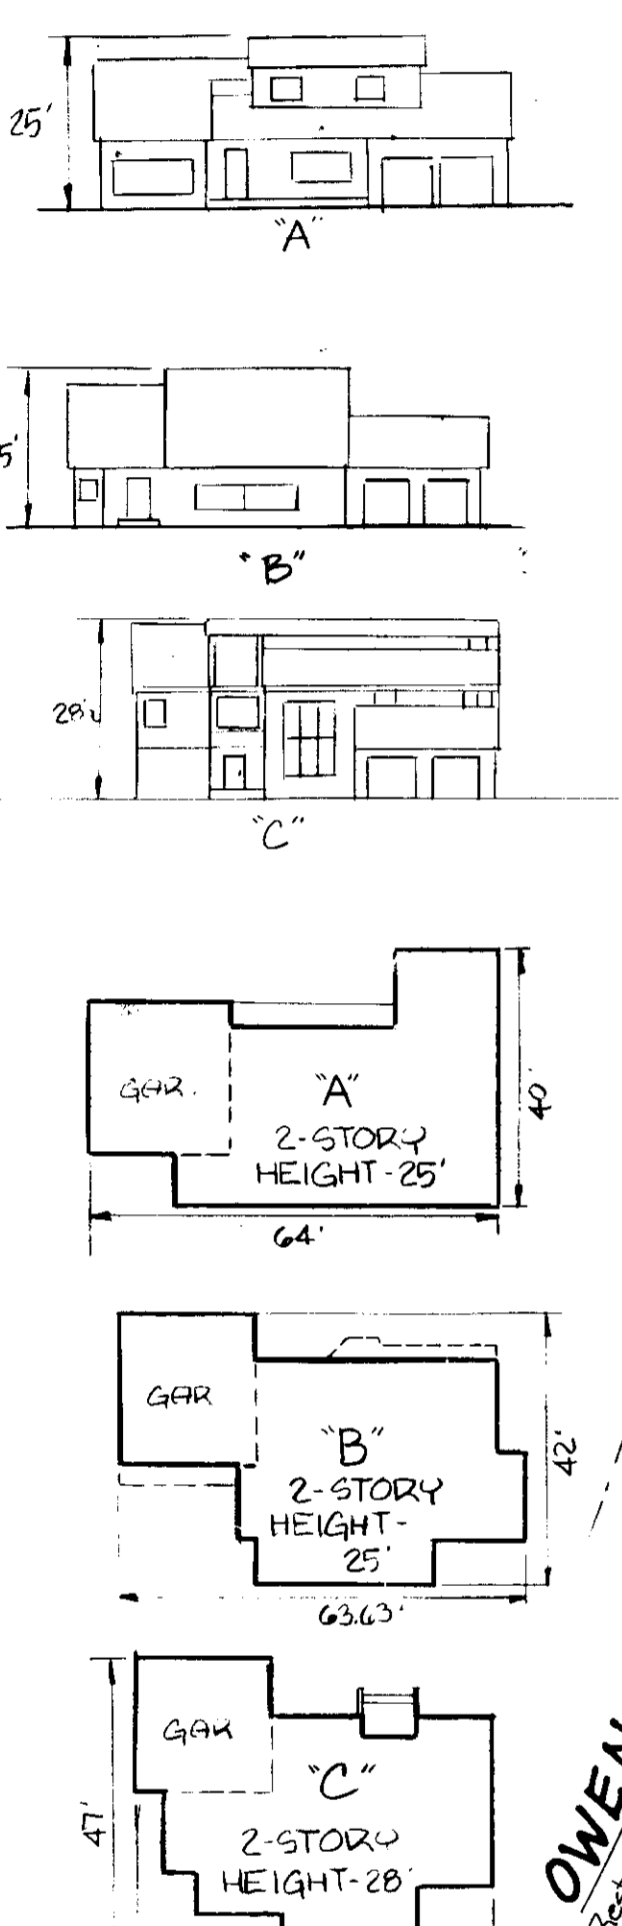 25'
"A"
5'
"B"
28'
"C"
GAR.
"A"
2-STORY
HEIGHT-25'
40'
64'
GAR
"B"
2-STORY
HEIGHT-
25'
42'
63.63'
GAR
"C"
2-STORY
HEIGHT-28'
47'
OWEN